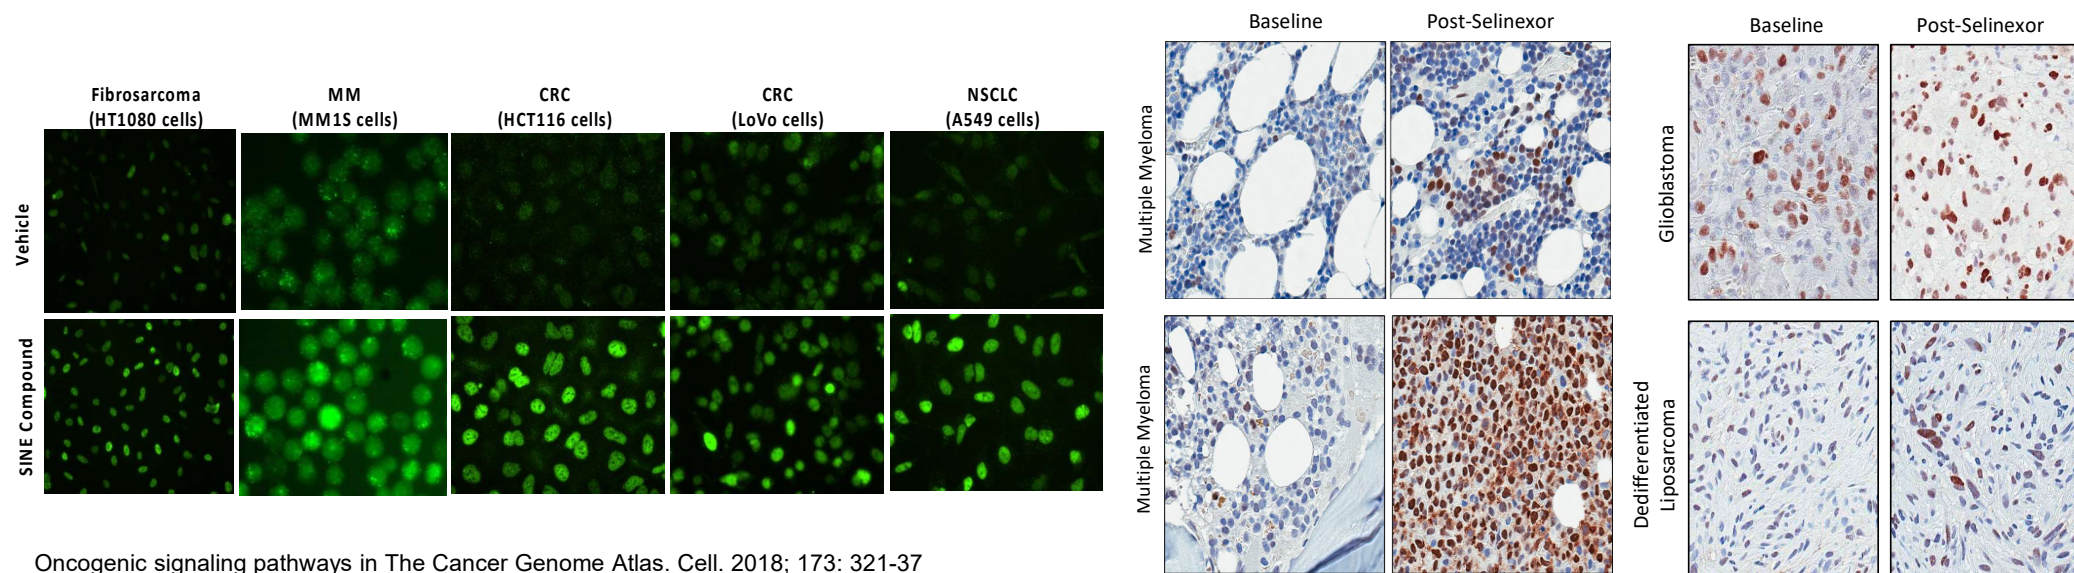 Fibrosarcoma
(HT1080 cells)
MM
(MM1S cells)
CRC
(HCT116 cells)
CRC
(LoVo cells)
NSCLC
(A549 cells)
Vehicle
SINE Compound
Baseline
Post-Selinexor
Multiple Myeloma
Multiple Myeloma
Baseline
Post-Selinexor
Glioblastoma
Dedifferentiated
Liposarcoma
Oncogenic signaling pathways in The Cancer Genome Atlas. Cell. 2018; 173: 321-37